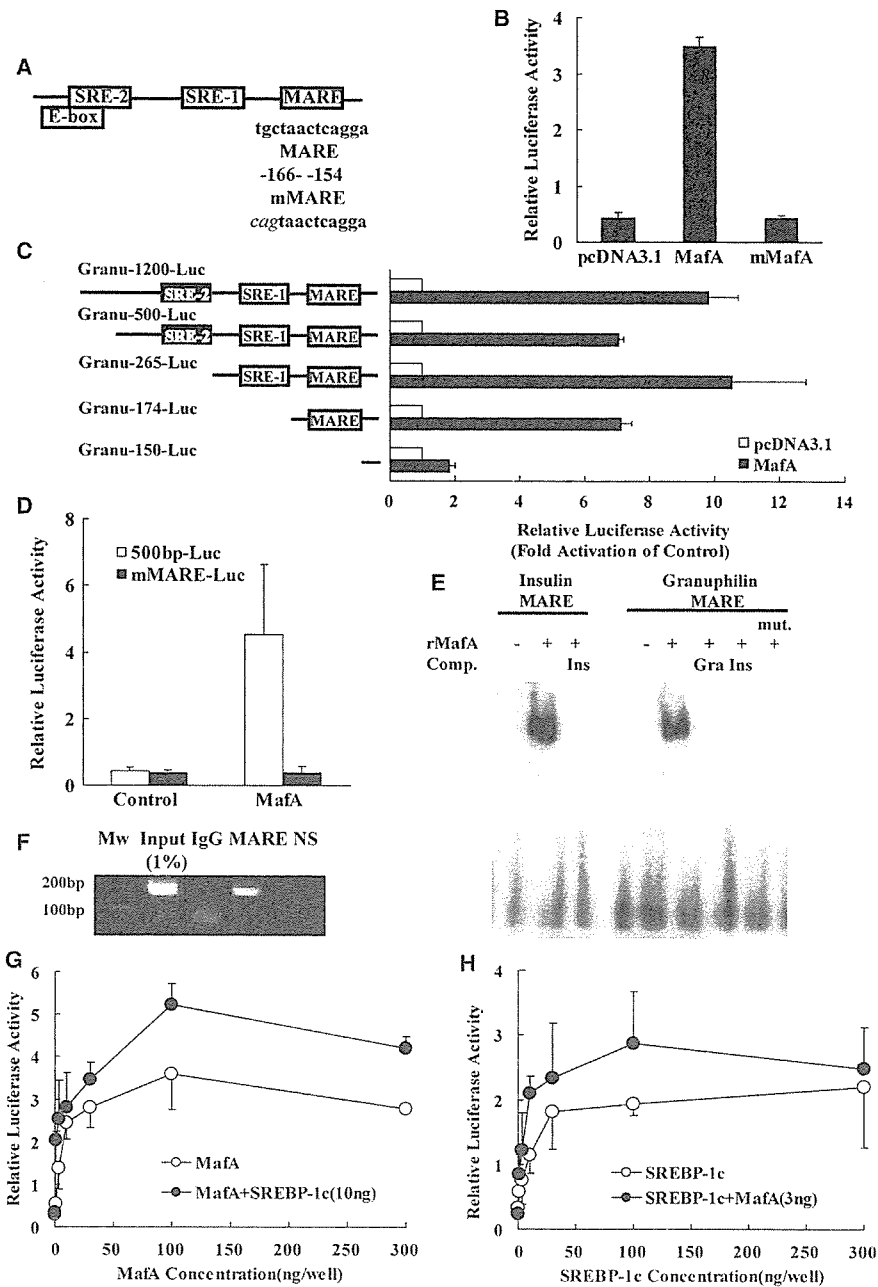 A
SRE-2 SRE-1 MARE
E-box
tgctaactcagga
MARE
-166- -154
mMARE
cagtaactcagga
B
Relative Luciferase Activity
4
3
2
1
0
pcDNA3.1 MafA mMafA
C
Granu-1200-Luc
SRE-2 SRE-1 MARE
Granu-500-Luc
SRE-2 SRE-1 MARE
Granu-265-Luc
SRE-1 MARE
Granu-174-Luc
MARE
Granu-150-Luc
pcDNA3.1
MafA
0 2 4 6 8 10 12 14
Relative Luciferase Activity
(Fold Activation of Control)
D
Relative Luciferase Activity
8
6
4
2
0
500bp-Luc
mMARE-Luc
Control MafA
E
Insulin MARE
Granuphilin MARE
mut.
rMafA - + + - + + + +
Comp. Ins Gra Ins
F
Mw Input IgG MARE NS
(1%)
200bp
100bp
G
Relative Luciferase Activity
6
5
4
3
2
1
0
MafA
MafA+SREBP-1c(10ng)
0 50 100 150 200 250 300
MafA Concentration(ng/well)
H
Relative Luciferase Activity
4
3
2
1
0
SREBP-1c
SREBP-1c+MafA(3ng)
0 50 100 150 200 250 300
SREBP-1c Concentration(ng/well)